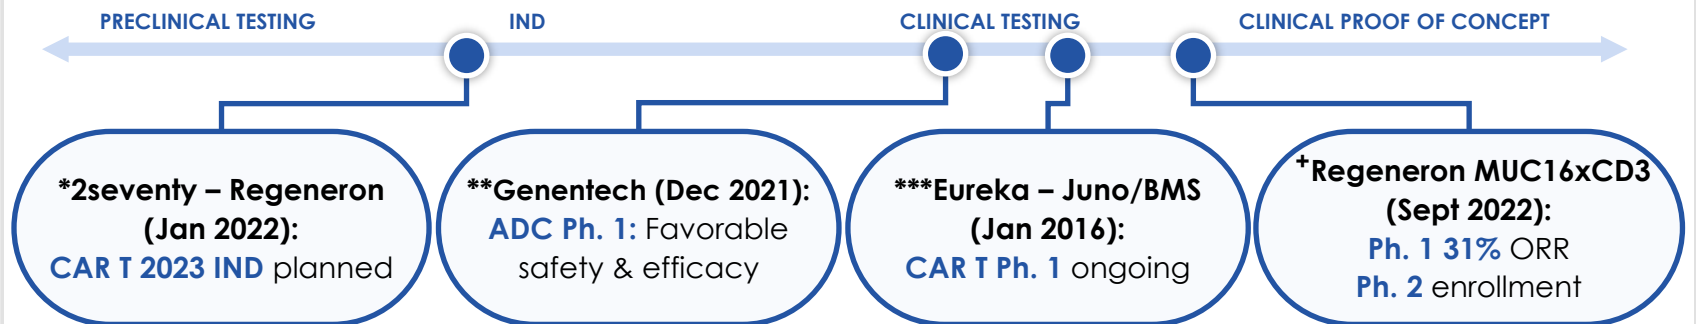 PRECLINICAL TESTING
IND
CLINICAL TESTING
CLINICAL PROOF OF CONCEPT
*2seventy – Regeneron
(Jan 2022):
CAR T 2023 IND planned
**Genentech (Dec 2021):
ADC Ph. 1: Favorable
safety & efficacy
***Eureka – Juno/BMS
(Jan 2016):
CAR T Ph. 1 ongoing
+Regeneron MUC16xCD3
(Sept 2022):
Ph. 1 31% ORR
Ph. 2 enrollment